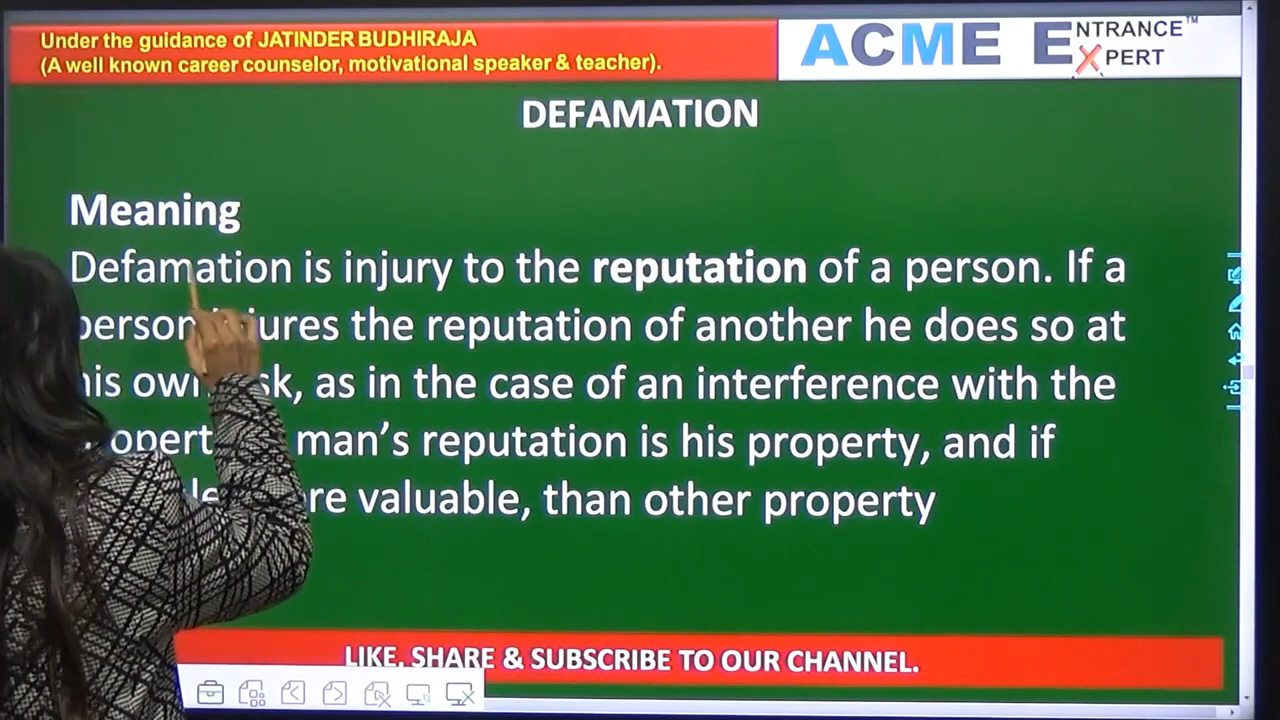 Under the guidance of JATINDER BUDHIRAJA
(A well known career counselor, motivational speaker & teacher).
ACME ENTRANCE EXPERT™
DEFAMATION
Meaning
Defamation is injury to the reputation of a person. If a
person injures the reputation of another he does so at
his own risk, as in the case of an interference with the
man's reputation is his property, and if
valuable, than other property
LIKE, SHARE & SUBSCRIBE TO OUR CHANNEL.